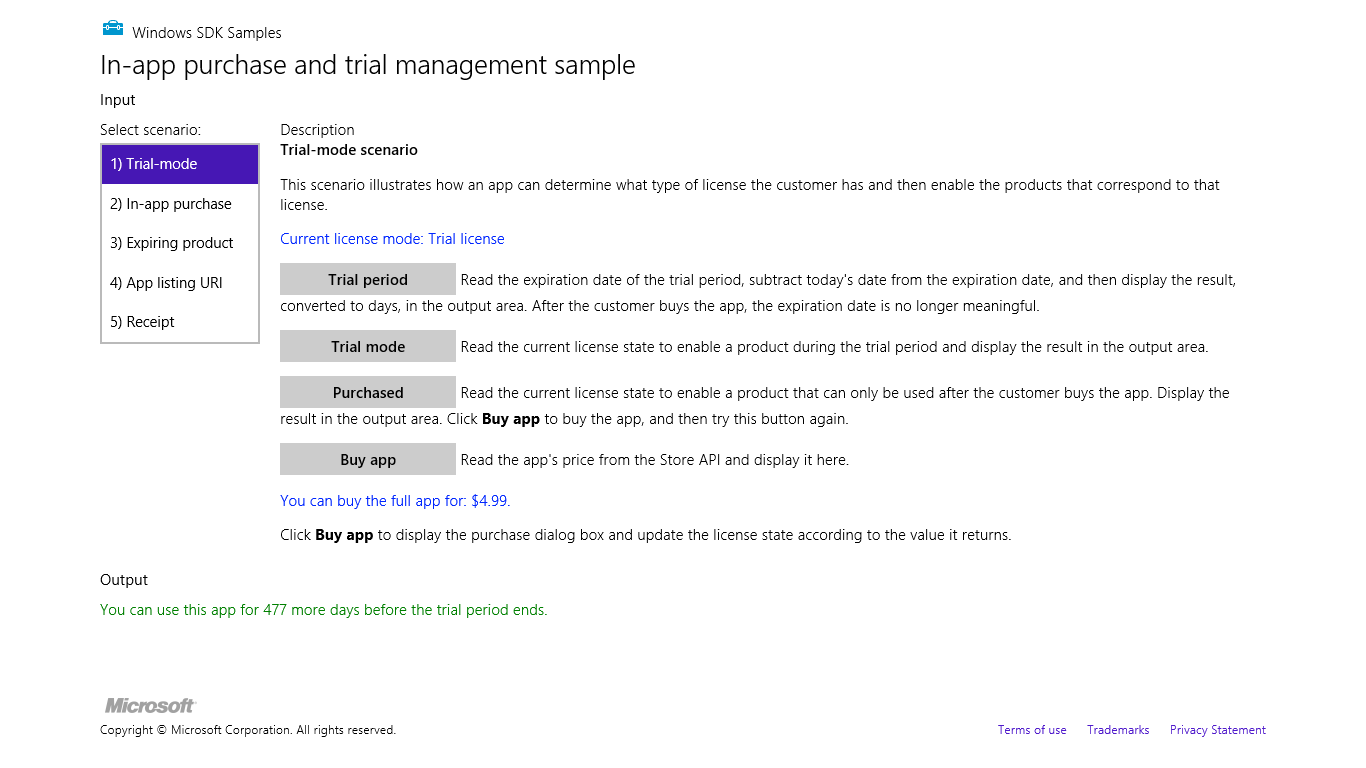 Windows SDK Samples
In-app purchase and trial management sample
Input
Select scenario:
1) Trial-mode
2) In-app purchase
3) Expiring product
4) App listing URI
5) Receipt
Description
Trial-mode scenario
This scenario illustrates how an app can determine what type of license the customer has and then enable the products that correspond to that
license.
Current license mode: Trial license
Trial period Read the expiration date of the trial period, subtract today's date from the expiration date, and then display the result,
converted to days, in the output area. After the customer buys the app, the expiration date is no longer meaningful.
Trial mode Read the current license state to enable a product during the trial period and display the result in the output area.
Purchased Read the current license state to enable a product that can only be used after the customer buys the app. Display the
result in the output area. Click Buy app to buy the app, and then try this button again.
Buy app Read the app's price from the Store API and display it here.
You can buy the full app for: $4.99.
Click Buy app to display the purchase dialog box and update the license state according to the value it returns.
Output
You can use this app for 477 more days before the trial period ends.
Microsoft
Copyright © Microsoft Corporation. All rights reserved.
Terms of use Trademarks Privacy Statement